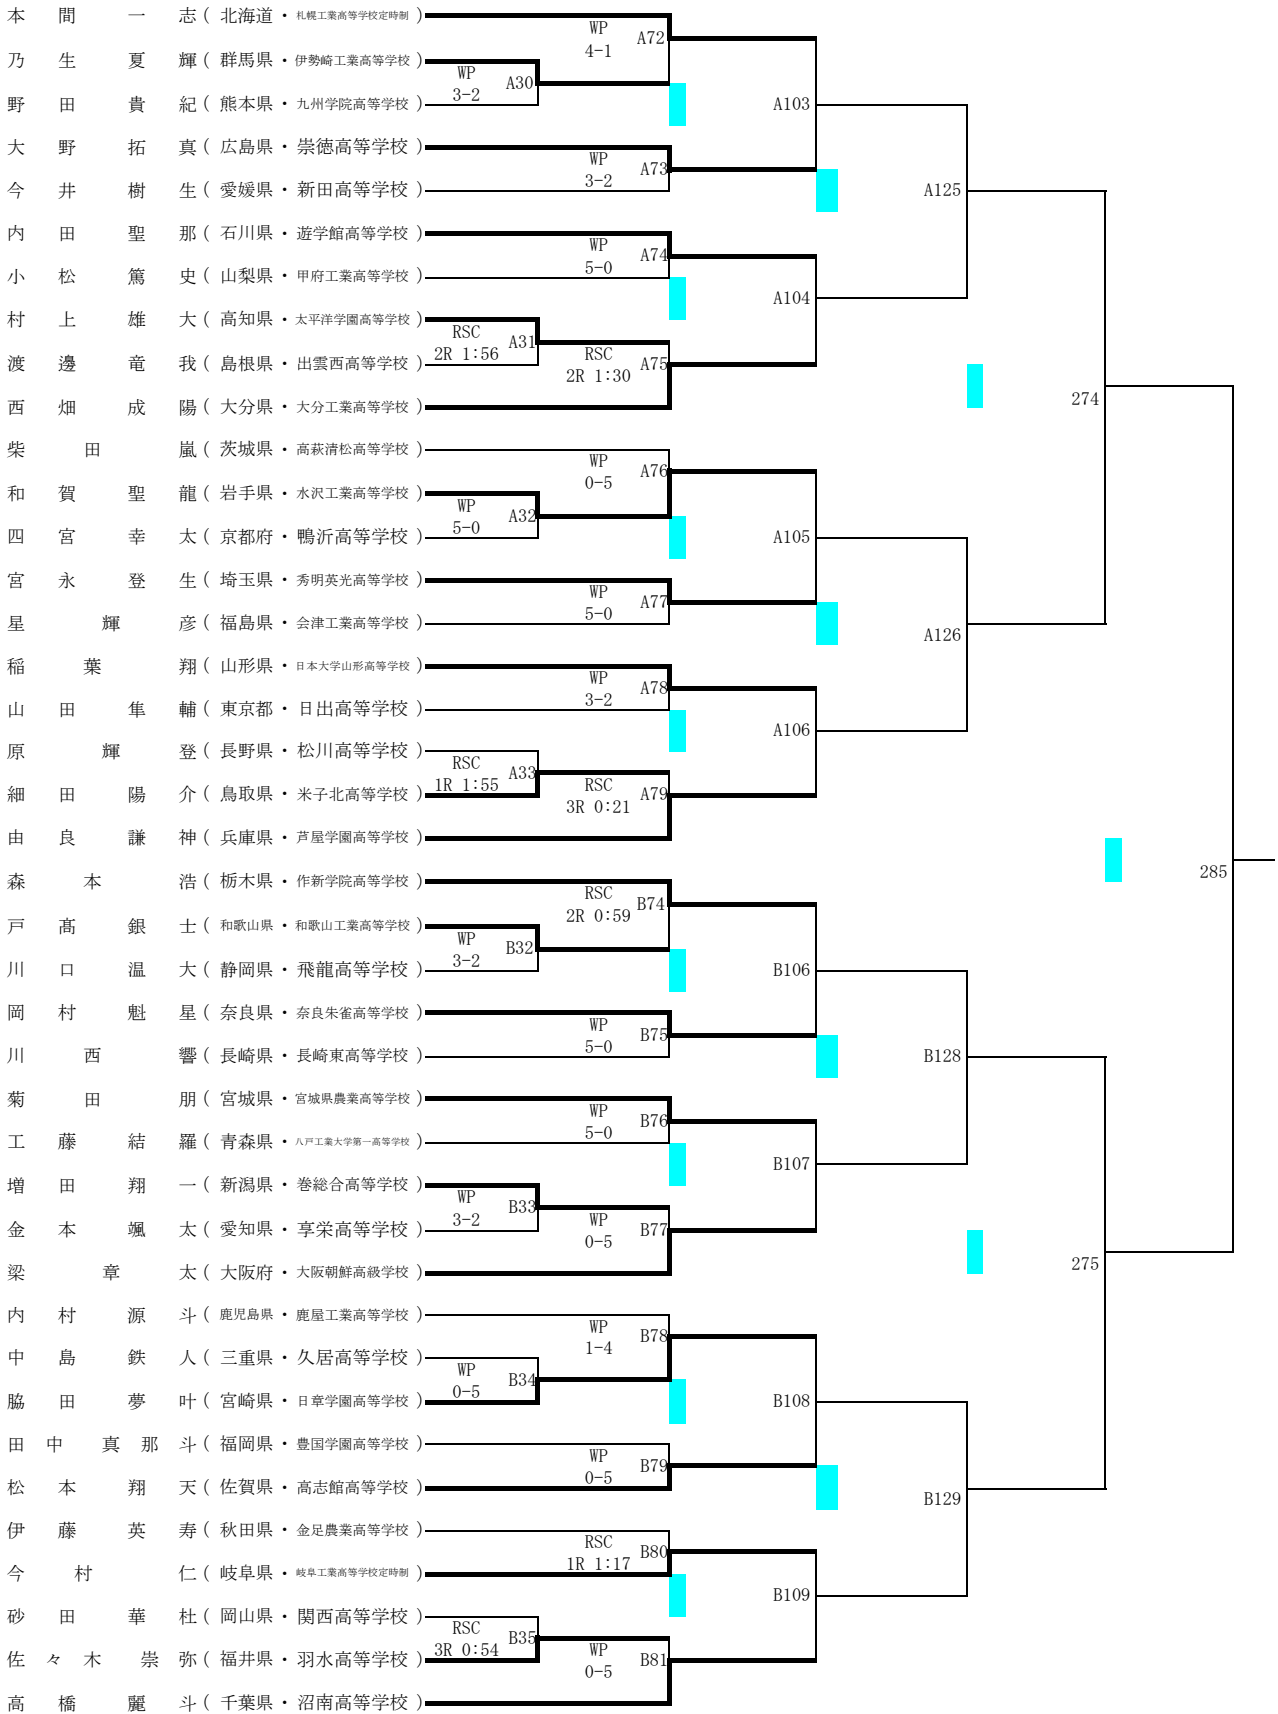 本間一志(北海道・札幌工業高等学校定時制)
WP
4-1
A72
乃生夏輝(群馬県・伊勢崎工業高等学校)
WP
3-2
A30
野田貴紀(熊本県・九州学院高等学校)
A103
大野拓真(広島県・崇徳高等学校)
WP
3-2
A73
今井樹生(愛媛県・新田高等学校)
A125
内田聖那(石川県・遊学館高等学校)
WP
5-0
A74
小松篤史(山梨県・甲府工業高等学校)
A104
村上雄大(高知県・太平洋学園高等学校)
RSC
2R 1:56
A31
渡邊竜我(島根県・出雲西高等学校)
RSC
2R 1:30
A75
274
西畑成陽(大分県・大分工業高等学校)
柴田嵐(茨城県・高萩清松高等学校)
WP
0-5
A76
和賀聖龍(岩手県・水沢工業高等学校)
WP
5-0
A32
四宮幸太(京都府・鴨沂高等学校)
A105
宮永登生(埼玉県・秀明英光高等学校)
WP
5-0
A77
星輝彦(福島県・会津工業高等学校)
A126
稲葉翔(山形県・日本大学山形高等学校)
WP
3-2
A78
山田隼輔(東京都・日出高等学校)
A106
原輝登(長野県・松川高等学校)
RSC
1R 1:55
A33
細田陽介(鳥取県・米子北高等学校)
RSC
3R 0:21
A79
由良謙神(兵庫県・芦屋学園高等学校)
285
森本浩(栃木県・作新学院高等学校)
RSC
2R 0:59
B74
戸髙銀士(和歌山県・和歌山工業高等学校)
WP
3-2
B32
川口温大(静岡県・飛龍高等学校)
B106
岡村魁星(奈良県・奈良朱雀高等学校)
WP
5-0
B75
川西響(長崎県・長崎東高等学校)
B128
菊田朋(宮城県・宮城県農業高等学校)
WP
5-0
B76
工藤結羅(青森県・八戸工業大学第一高等学校)
B107
増田翔一(新潟県・巻総合高等学校)
WP
3-2
B33
金本颯太(愛知県・享栄高等学校)
WP
0-5
B77
275
梁章太(大阪府・大阪朝鮮高級学校)
内村源斗(鹿児島県・鹿屋工業高等学校)
WP
1-4
B78
中島鉄人(三重県・久居高等学校)
WP
0-5
B34
脇田夢叶(宮崎県・日章学園高等学校)
B108
田中真那斗(福岡県・豊国学園高等学校)
WP
0-5
B79
松本翔天(佐賀県・高志館高等学校)
B129
伊藤英寿(秋田県・金足農業高等学校)
RSC
1R 1:17
B80
今村仁(岐阜県・岐阜工業高等学校定時制)
B109
砂田華杜(岡山県・関西高等学校)
RSC
3R 0:54
B35
佐々木崇弥(福井県・羽水高等学校)
WP
0-5
B81
高橋麗斗(千葉県・沼南高等学校)